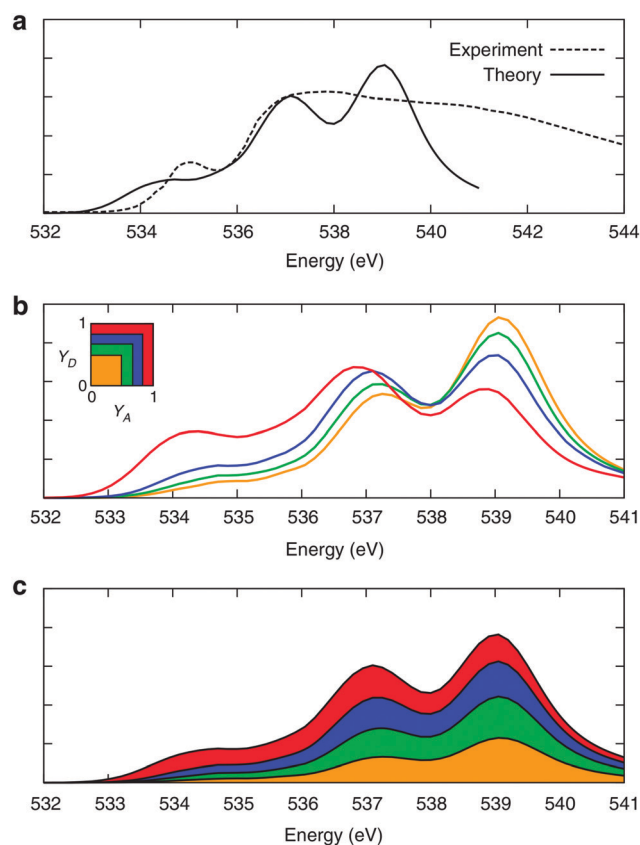 a
Experiment
Theory
532 534 536 538 540 542 544
Energy (eV)
b
1
Y_D
0
0 1
Y_A
532 533 534 535 536 537 538 539 540 541
Energy (eV)
c
532 533 534 535 536 537 538 539 540 541
Energy (eV)